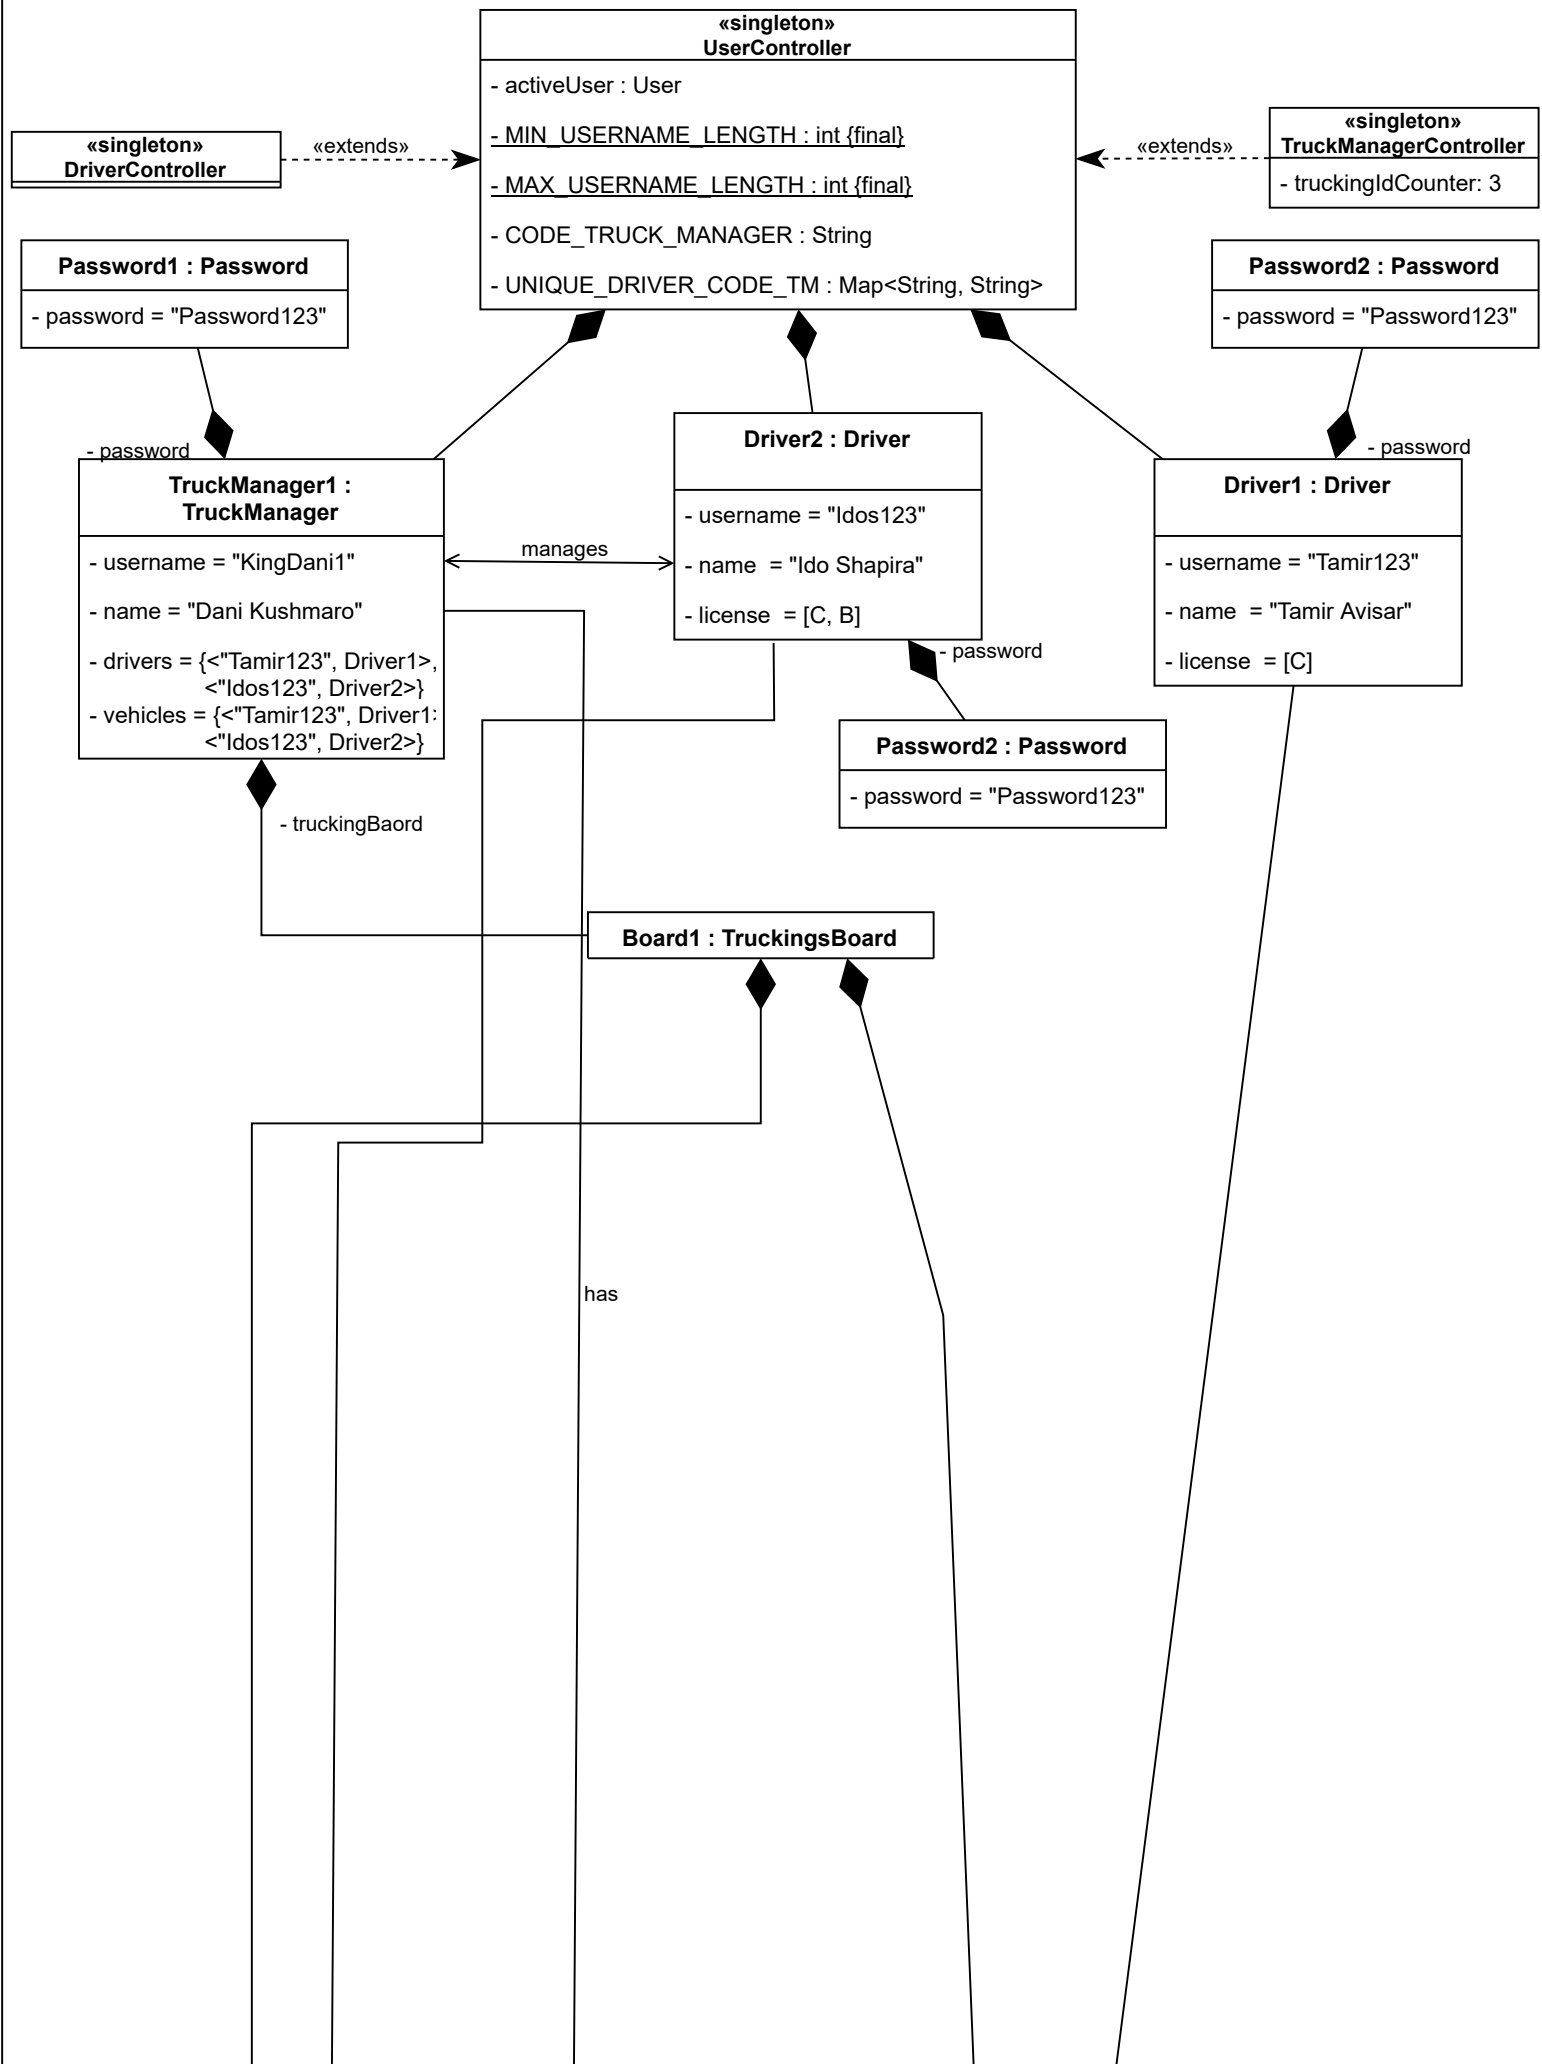 «singleton»
UserController
- activeUser : User
- MIN_USERNAME_LENGTH : int {final}
- MAX_USERNAME_LENGTH : int {final}
- CODE_TRUCK_MANAGER : String
- UNIQUE_DRIVER_CODE_TM : Map<String, String>
«singleton»
DriverController
«extends»
«extends»
«singleton»
TruckManagerController
- truckingIdCounter: 3
Password1 : Password
- password = "Password123"
Password2 : Password
- password = "Password123"
- password
TruckManager1 :
TruckManager
- username = "KingDani1"
- name = "Dani Kushmaro"
- drivers = {<"Tamir123", Driver1>,
<"Idos123", Driver2>}
- vehicles = {<"Tamir123", Driver1>
<"Idos123", Driver2>}
manages
Driver2 : Driver
- username = "Idos123"
- name  = "Ido Shapira"
- license  = [C, B]
- password
- password
Driver1 : Driver
- username = "Tamir123"
- name  = "Tamir Avisar"
- license  = [C]
Password2 : Password
- password = "Password123"
- truckingBaord
Board1 : TruckingsBoard
has